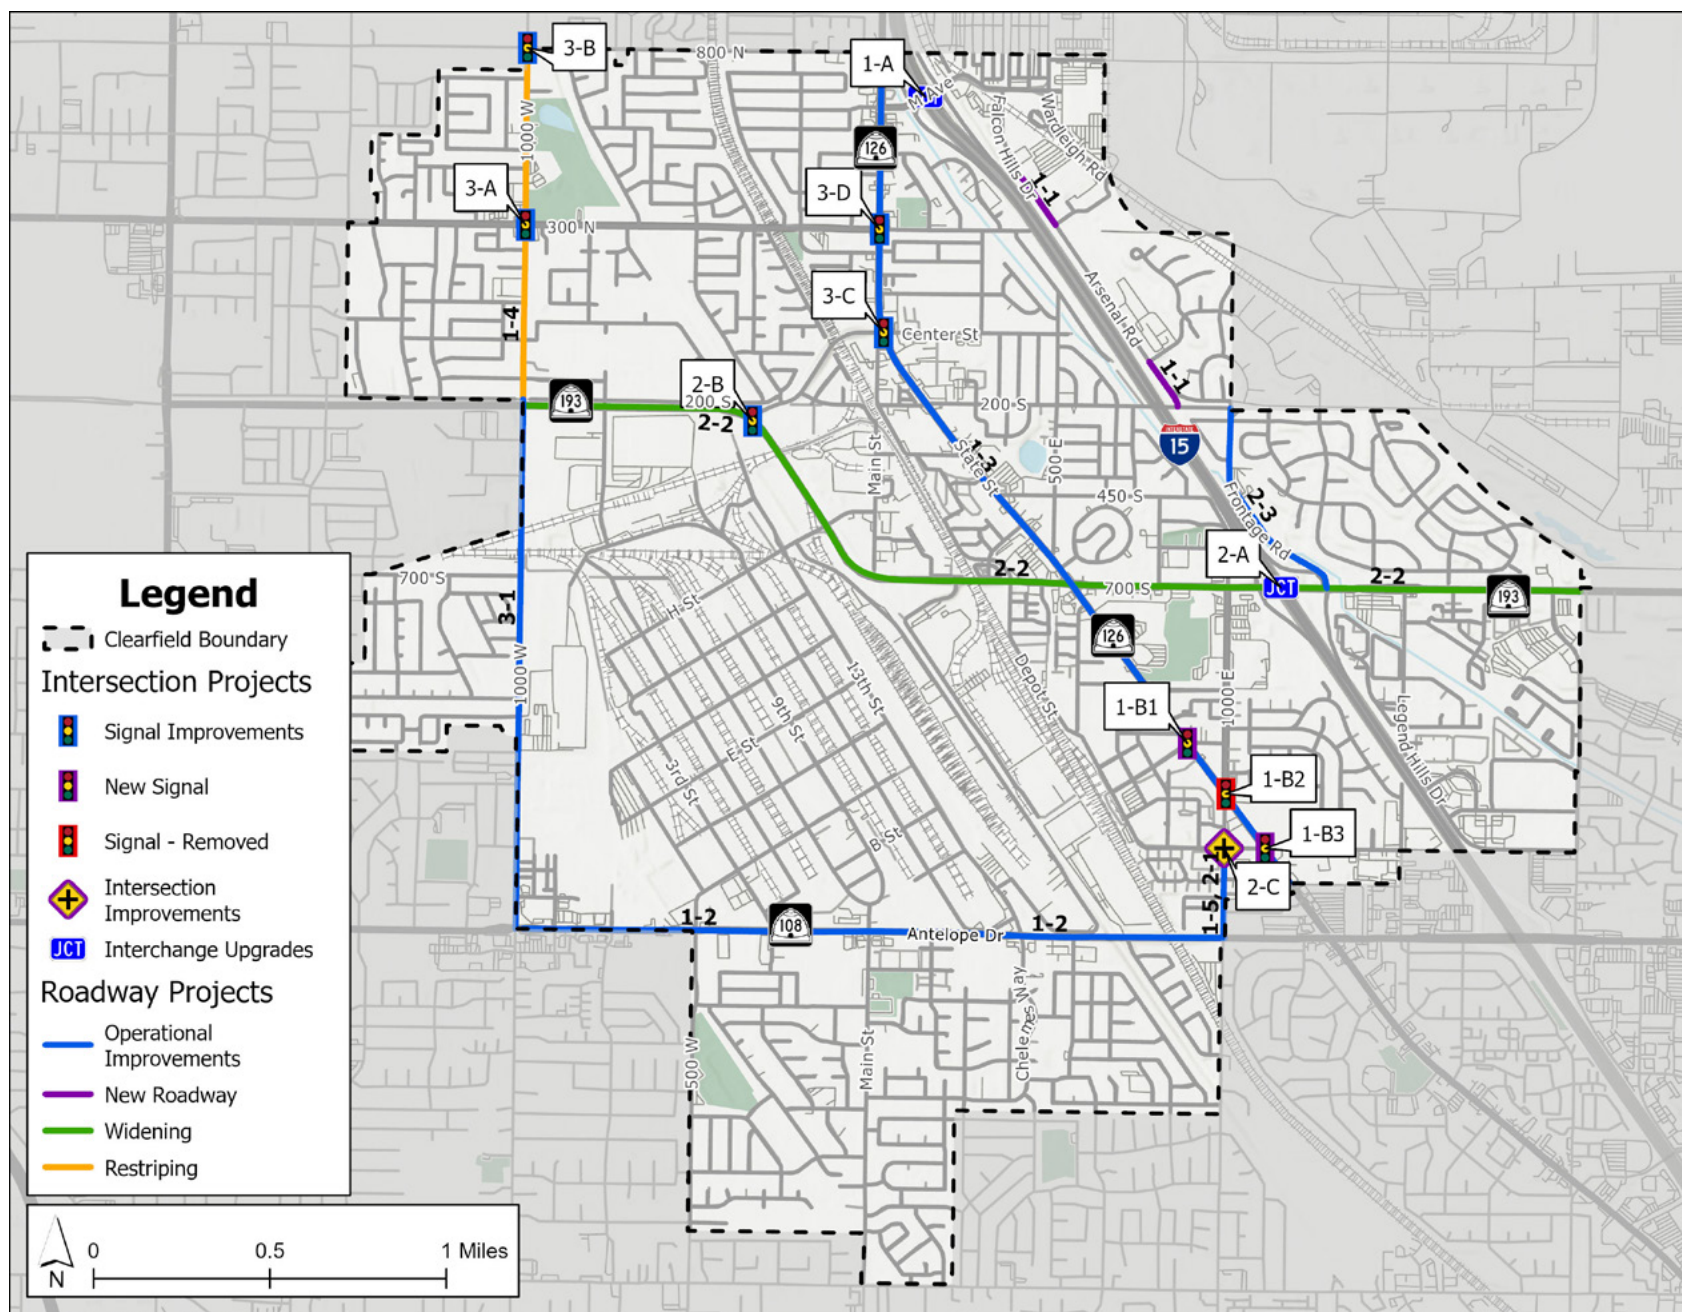 3-B
800 N
1-A
M Ave
JCT
Falcon Hills Dr
Wardleigh Rd
1000 W
126
3-A
3-D
1-1
300 N
3-C
Center St
Arsenal Rd
1-4
1-1
2-B
193
200 S
2-2
200 S
15
Main St
1-3
State St
500 E
450 S
2-3
Frontage Rd
2-A
JCT
2-2
700 S
2-2
193
700 S
H St
3-1
126
1000 W
13th St
9th St
E St
3rd St
B St
Depot St
1-B1
1000 E
Legend Hills Dr
1-B2
1-B3
2-C
1-5, 2-1
1-2
108
Antelope Dr
1-2
500 W
Main St
Chelemes Way
Legend
Clearfield Boundary
Intersection Projects
Signal Improvements
New Signal
Signal - Removed
Intersection
Improvements
JCT
Interchange Upgrades
Roadway Projects
Operational
Improvements
New Roadway
Widening
Restriping
N
0
0.5
1 Miles